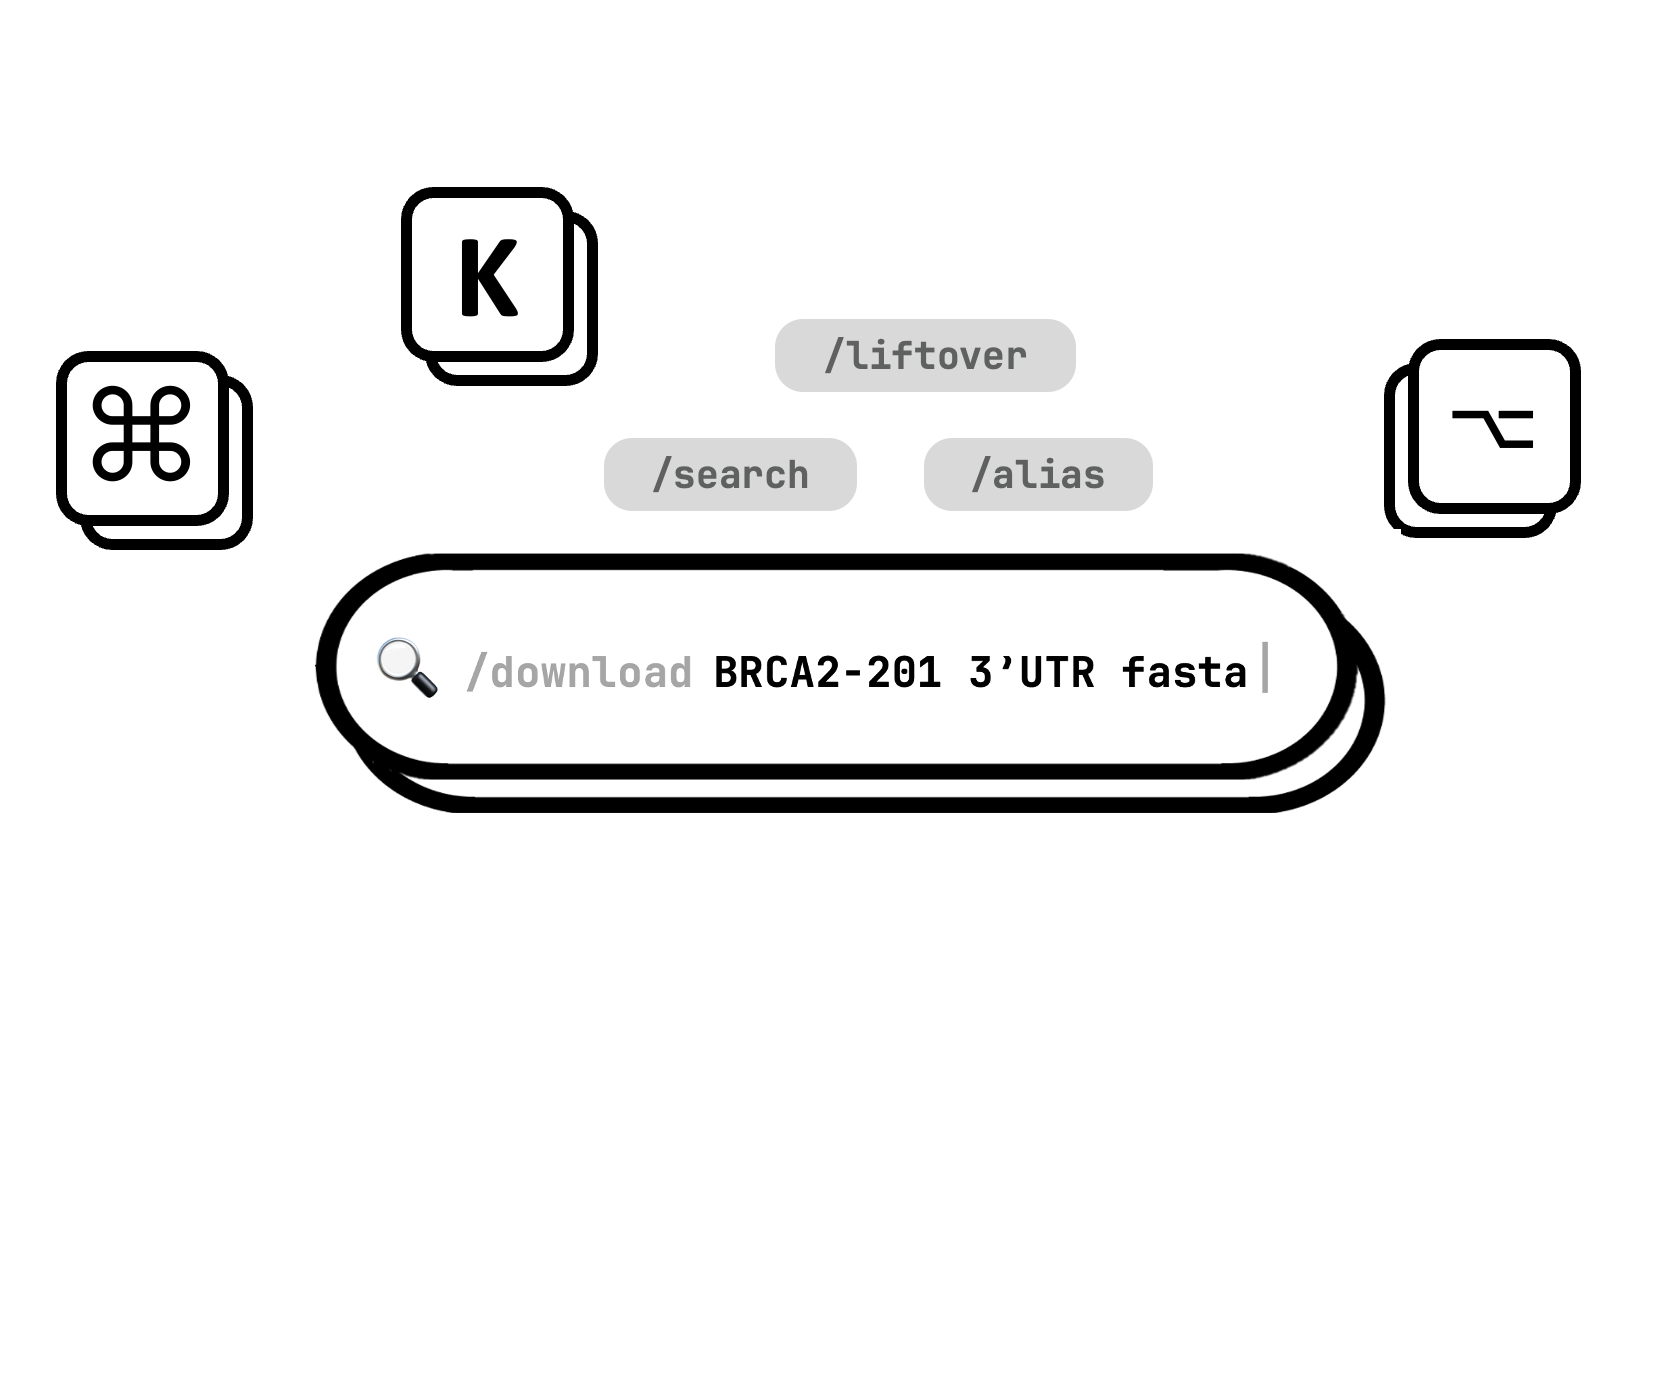 K
/liftover
⌘
⌥
/search /alias
/download BRCA2-201 3’UTR fasta